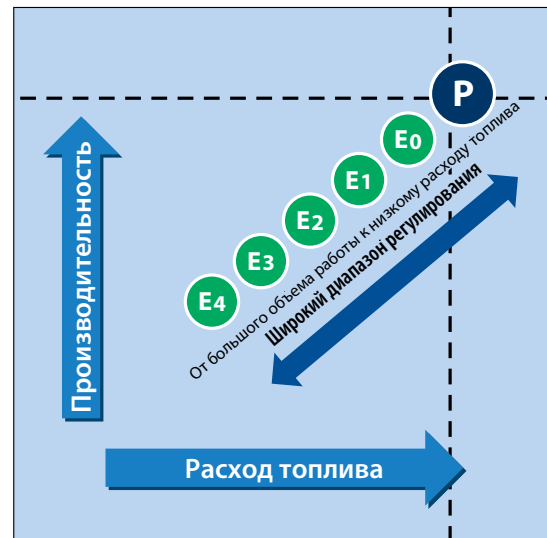 P
E0
E1
E2
E3
E4
От большого объема работы к низкому расходу топлива
Широкий диапазон регулирования
Производительность
Расход топлива